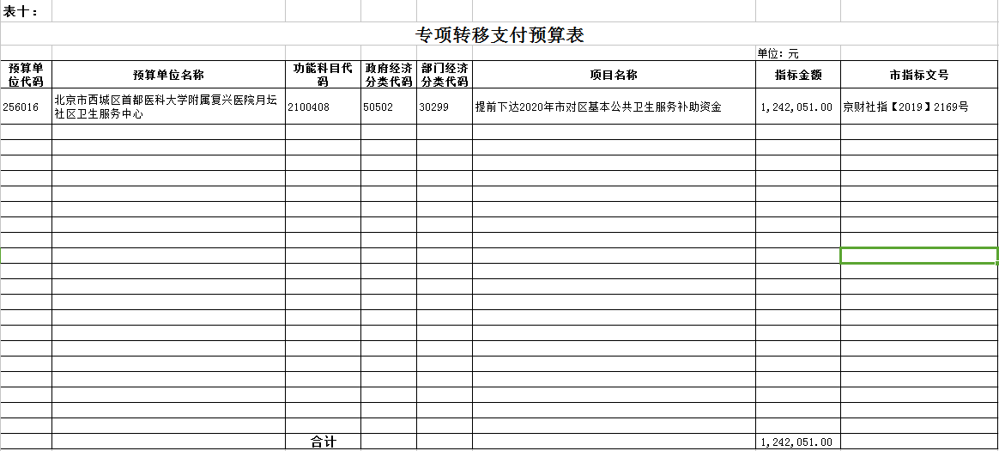 表十：
专项转移支付预算表
单位：元
预算单
位代码
预算单位名称
功能科目代
码
政府经济
分类代码
部门经济
分类代码
项目名称
指标金额
市指标文号
256016
北京市西城区首都医科大学附属复兴医院月坛
社区卫生服务中心
2100408
50502
30299
提前下达2020年市对区基本公共卫生服务补助资金
1,242,051.00
京财社指【2019】2169号
合计
1,242,051.00